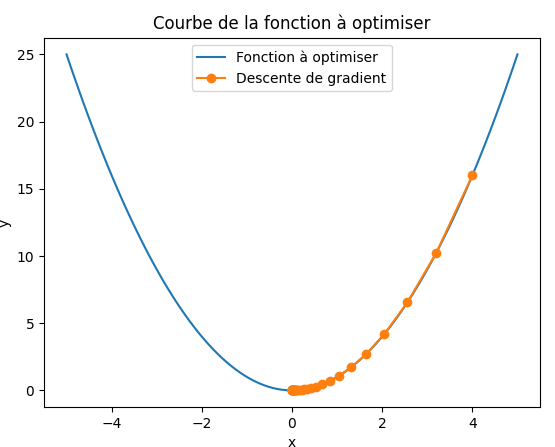 Courbe de la fonction à optimiser
Fonction à optimiser
Descente de gradient
25
20
15
10
5
0
y
−4
−2
0
2
4
x